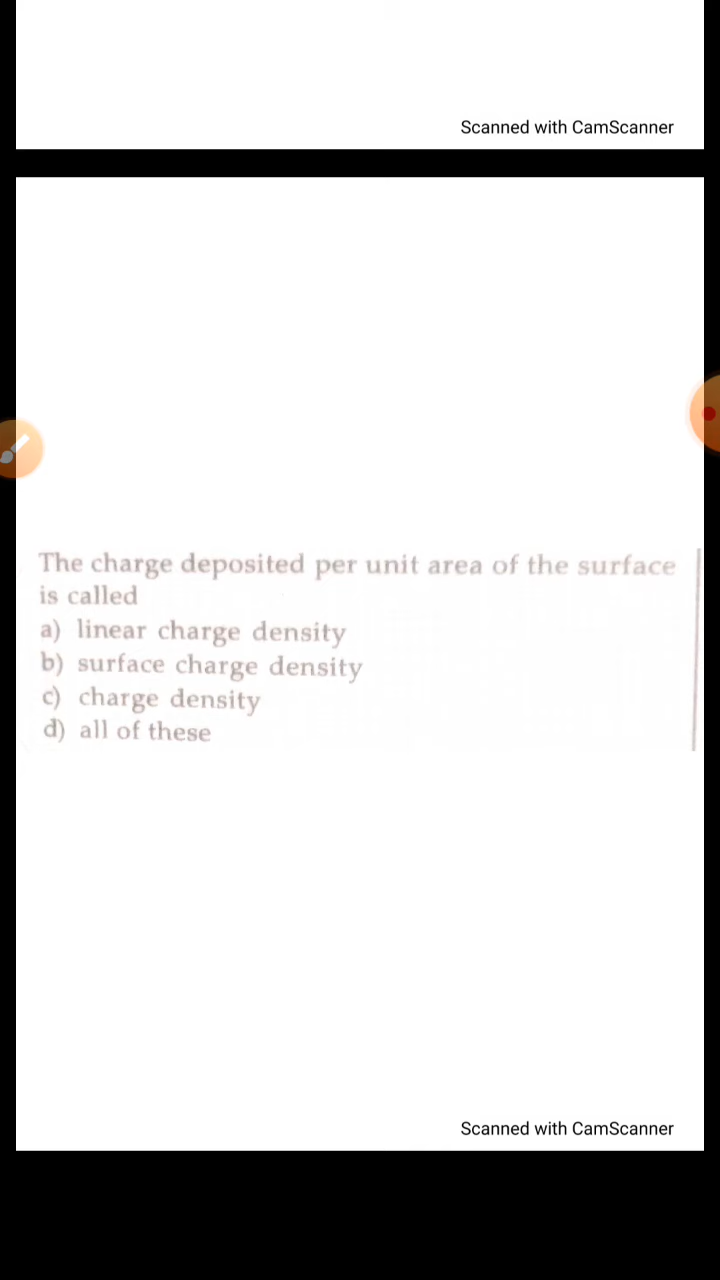 Scanned with CamScanner
The charge deposited per unit area of the surface
is called
a) linear charge density
b) surface charge density
c) charge density
d) all of these
Scanned with CamScanner